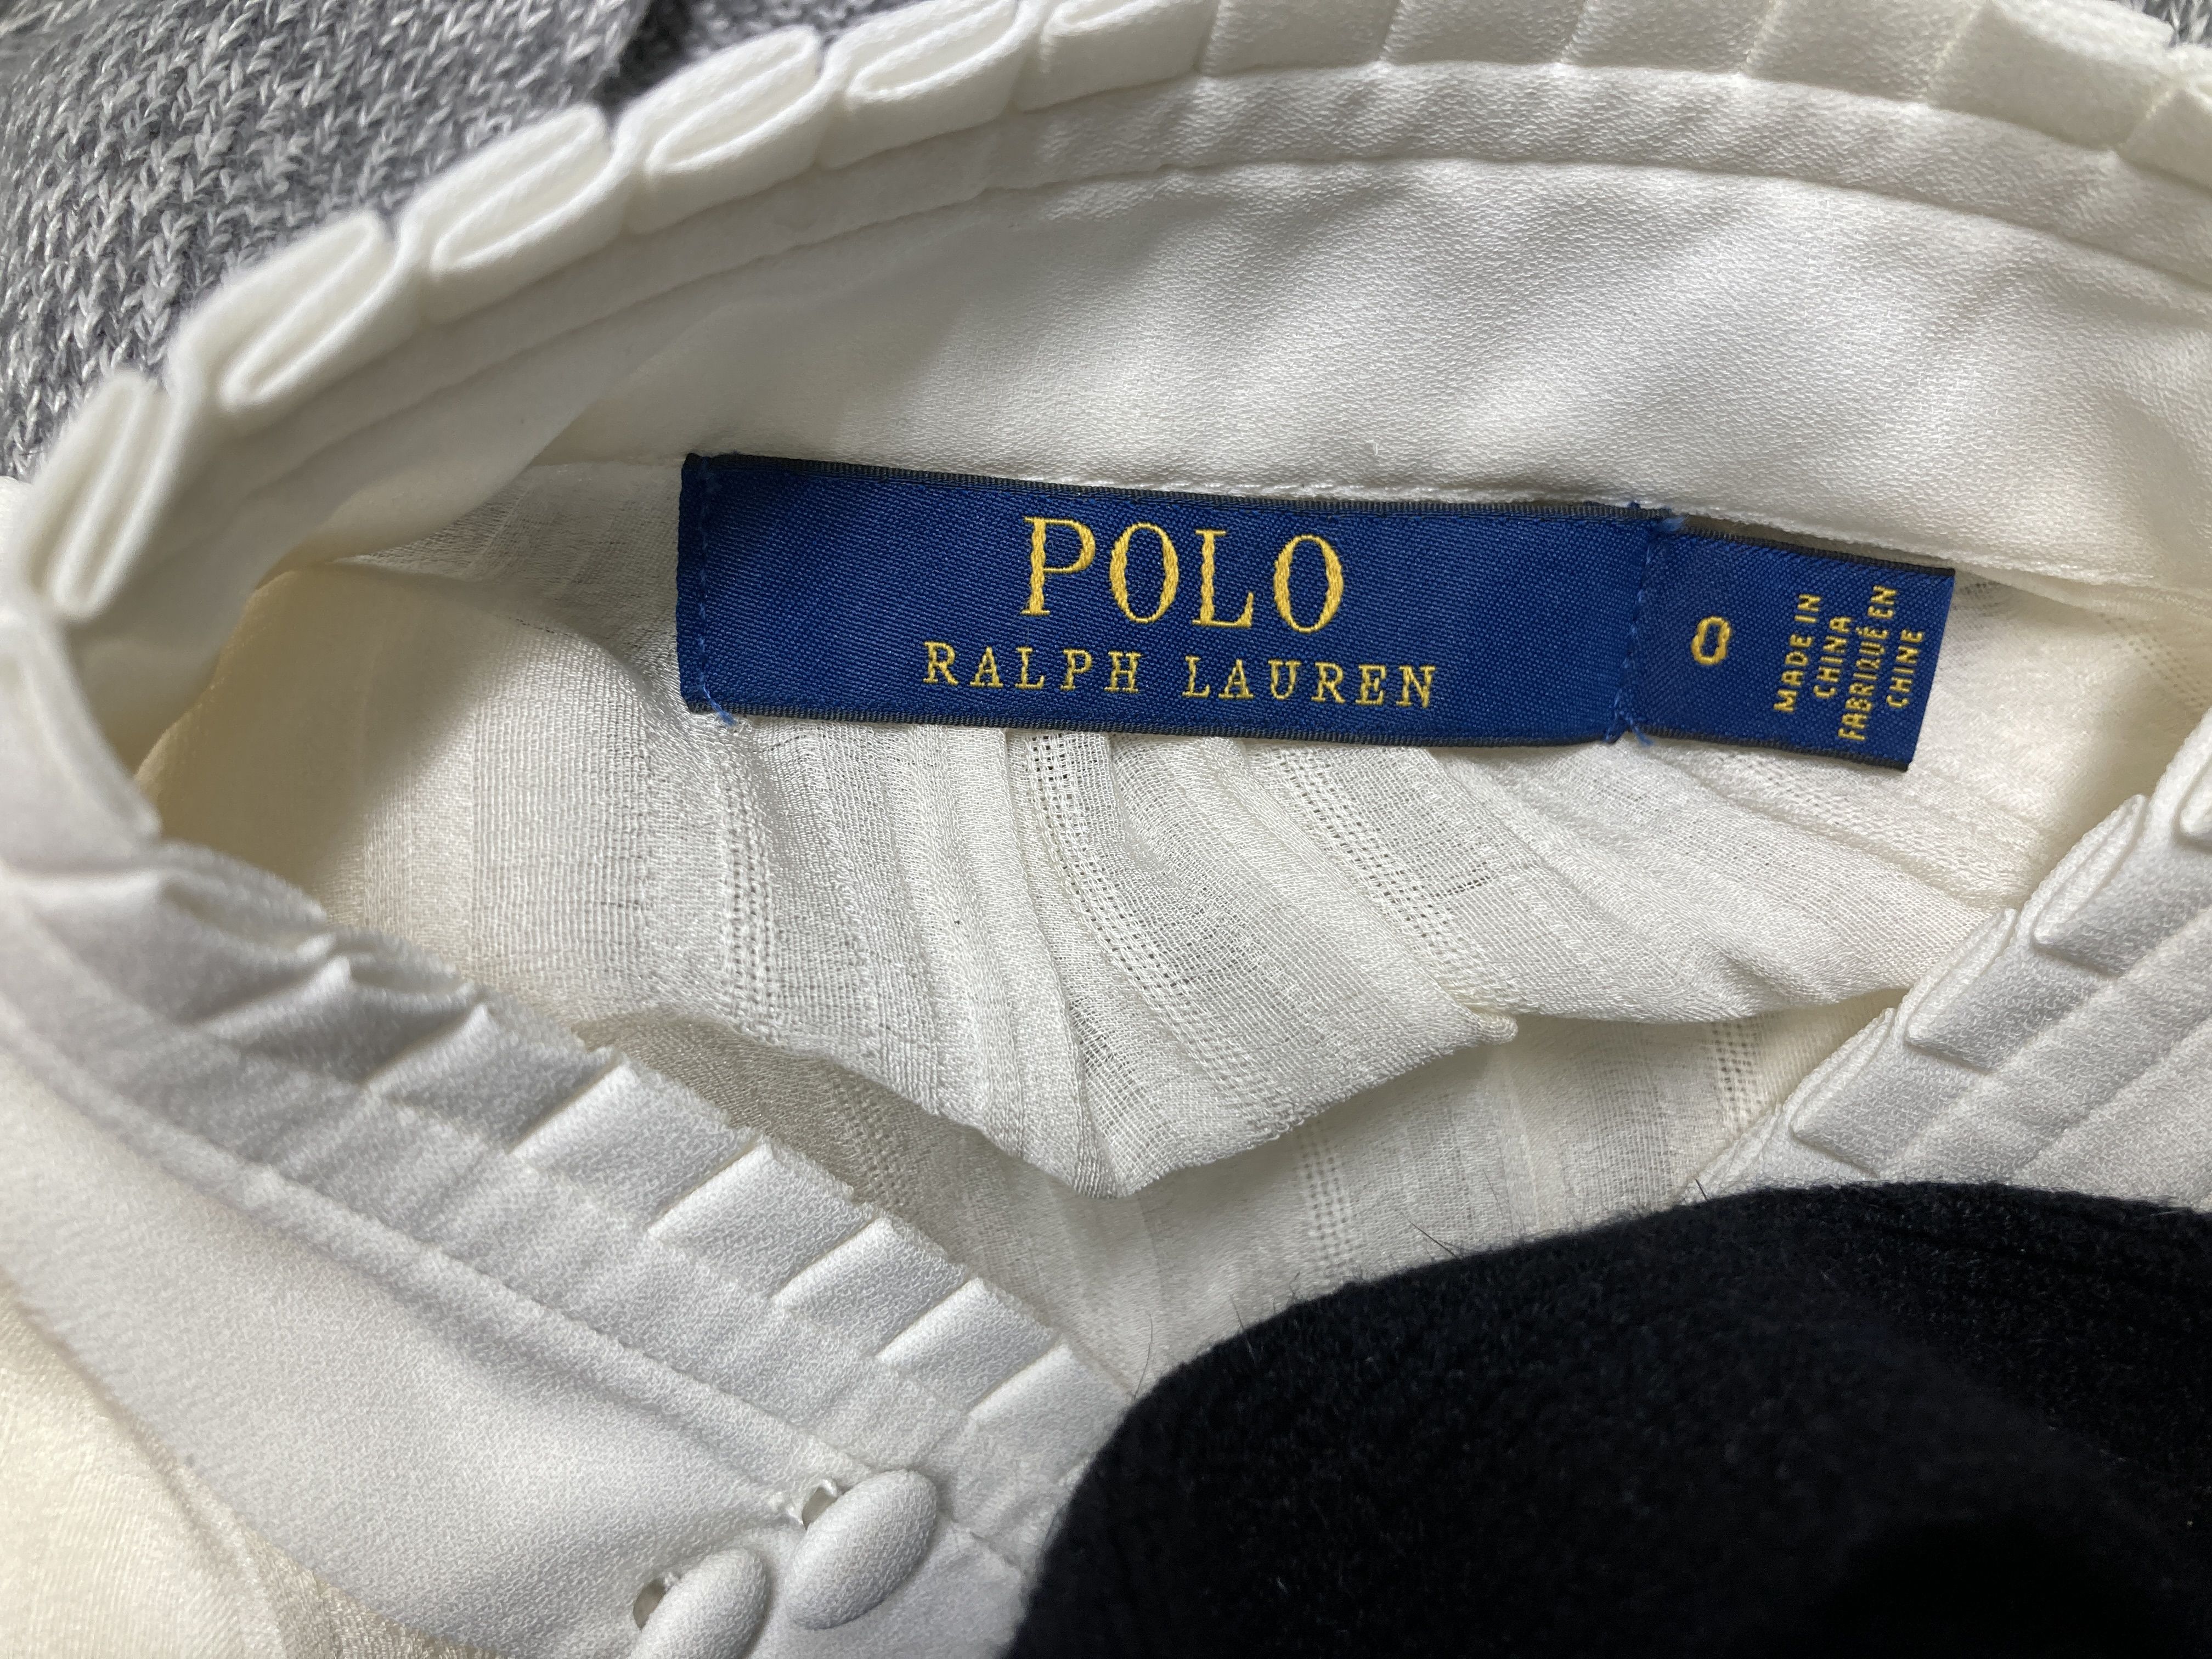 POLO
RALPH LAUREN
0
MADE IN
CHINA
FABRIQUÉ EN
CHINE